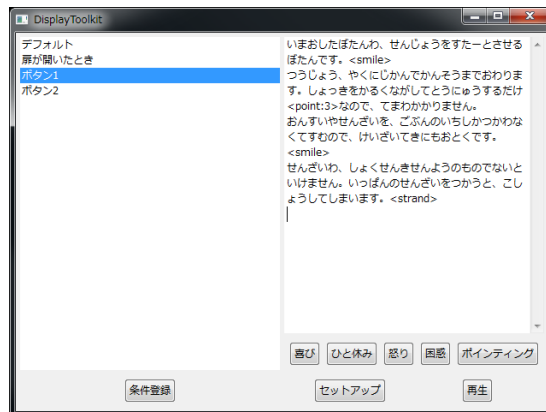 DisplayToolkit
デフォルト
扉が開いたとき
ボタン1
ボタン2
いまおしたぼたんわ、せんじょうをすたーとさせる
ぼたんです。<smile>
つうじょう、やくにじかんでかんそうまでおわりま
す。しょっきをかるくながしてとうにゅうするだけ
<point:3>なので、てまわかかりません。
おんすいやせんざいを、ごぶんのいちしかつかわな
くてすむので、けいざいてきにもおとくです。
<smile>
せんざいわ、しょくせんきせんようのものでないと
いけません。いっぱんのせんざいをつかうと、こし
ょうしてしまいます。<strand>
喜び ひと休み 怒り 困惑 ポインティング
条件登録 セットアップ 再生